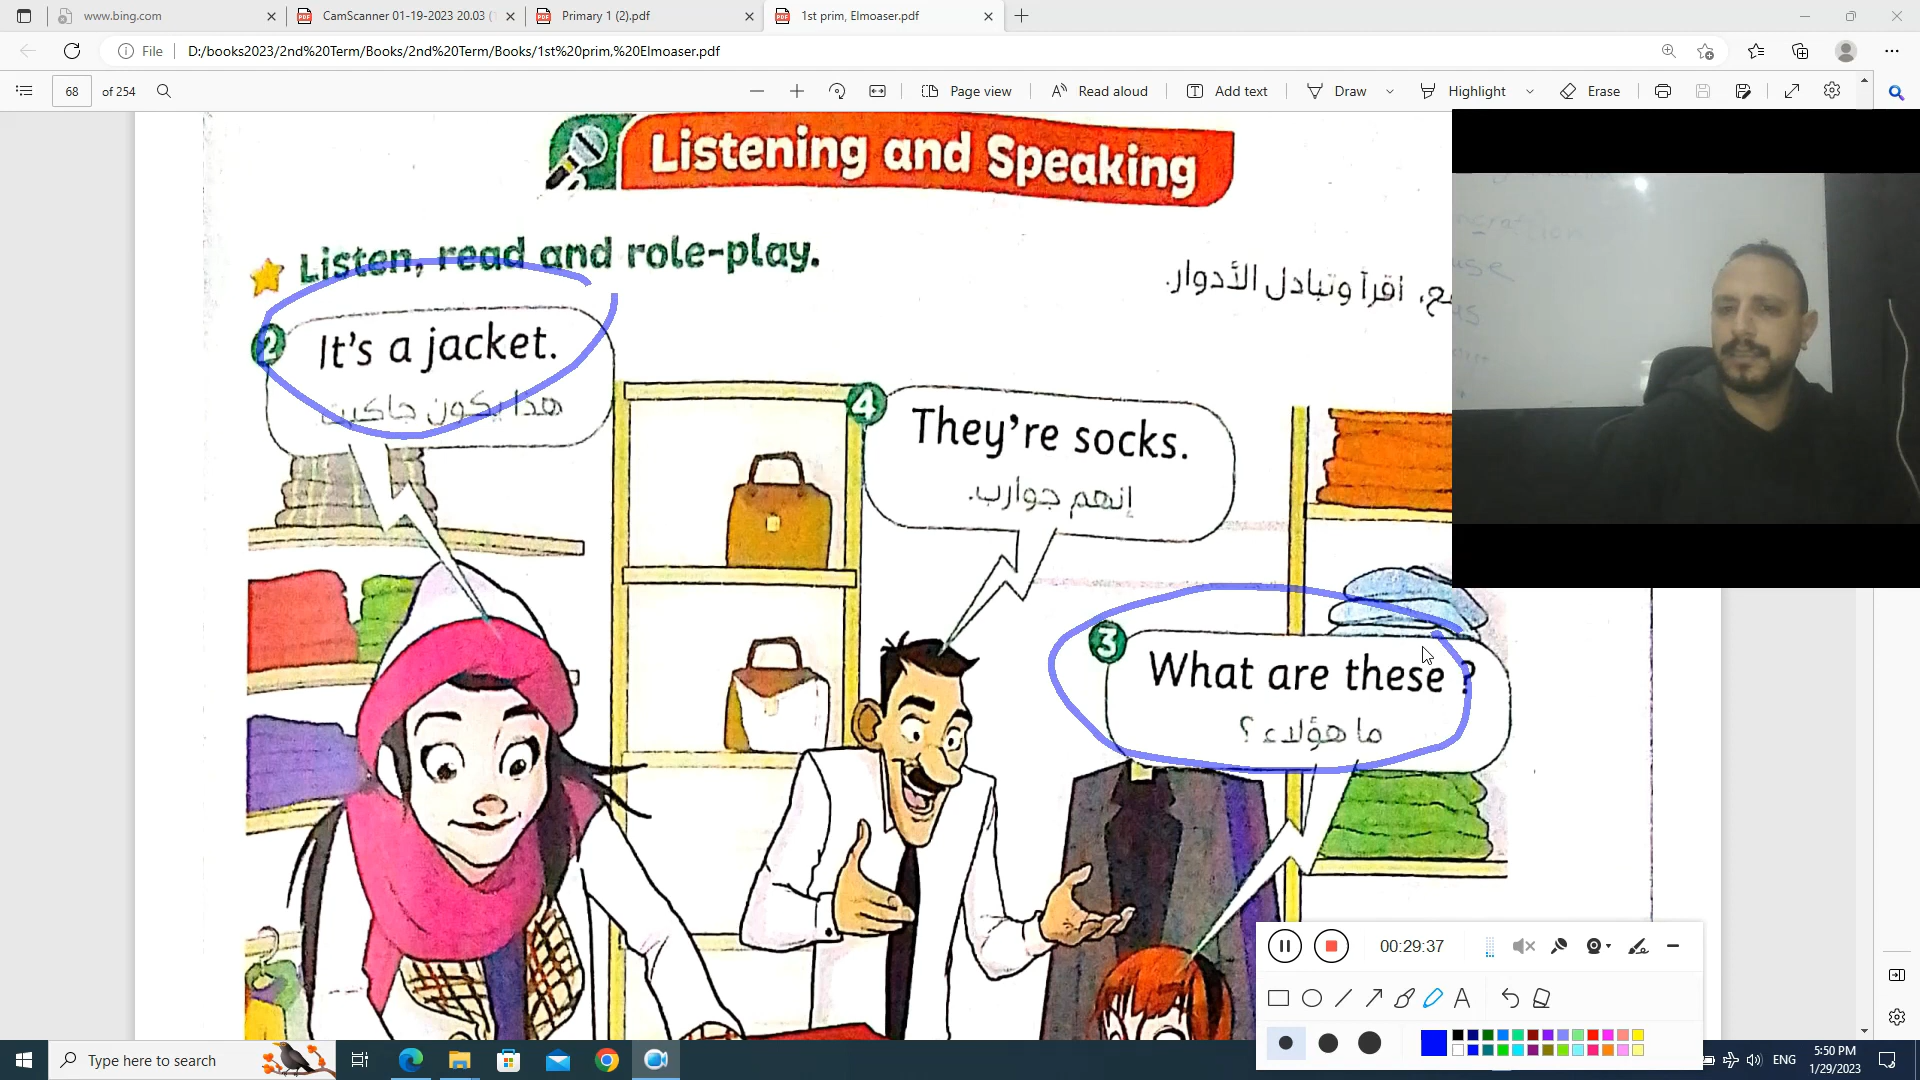 www.bing.com
CamScanner 01-19-2023 20.03 (
Primary 1 (2).pdf
1st prim, Elmoaser.pdf
File
D:/books2023/2nd%20Term/Books/2nd%20Term/Books/1st%20prim,%20Elmoaser.pdf
68 of 254
Page view
Read aloud
Add text
Draw
Highlight
Erase
Listening and Speaking
Listen, read and role-play.
اقرأ وتبادل الأدوار.
2
It's a jacket.
هذا يكون جاكيت
4
They're socks.
إنهم جوارب.
3
What are these ?
ما هؤلاء ؟
use
00:29:37
A
Type here to search
ENG
5:50 PM
1/29/2023